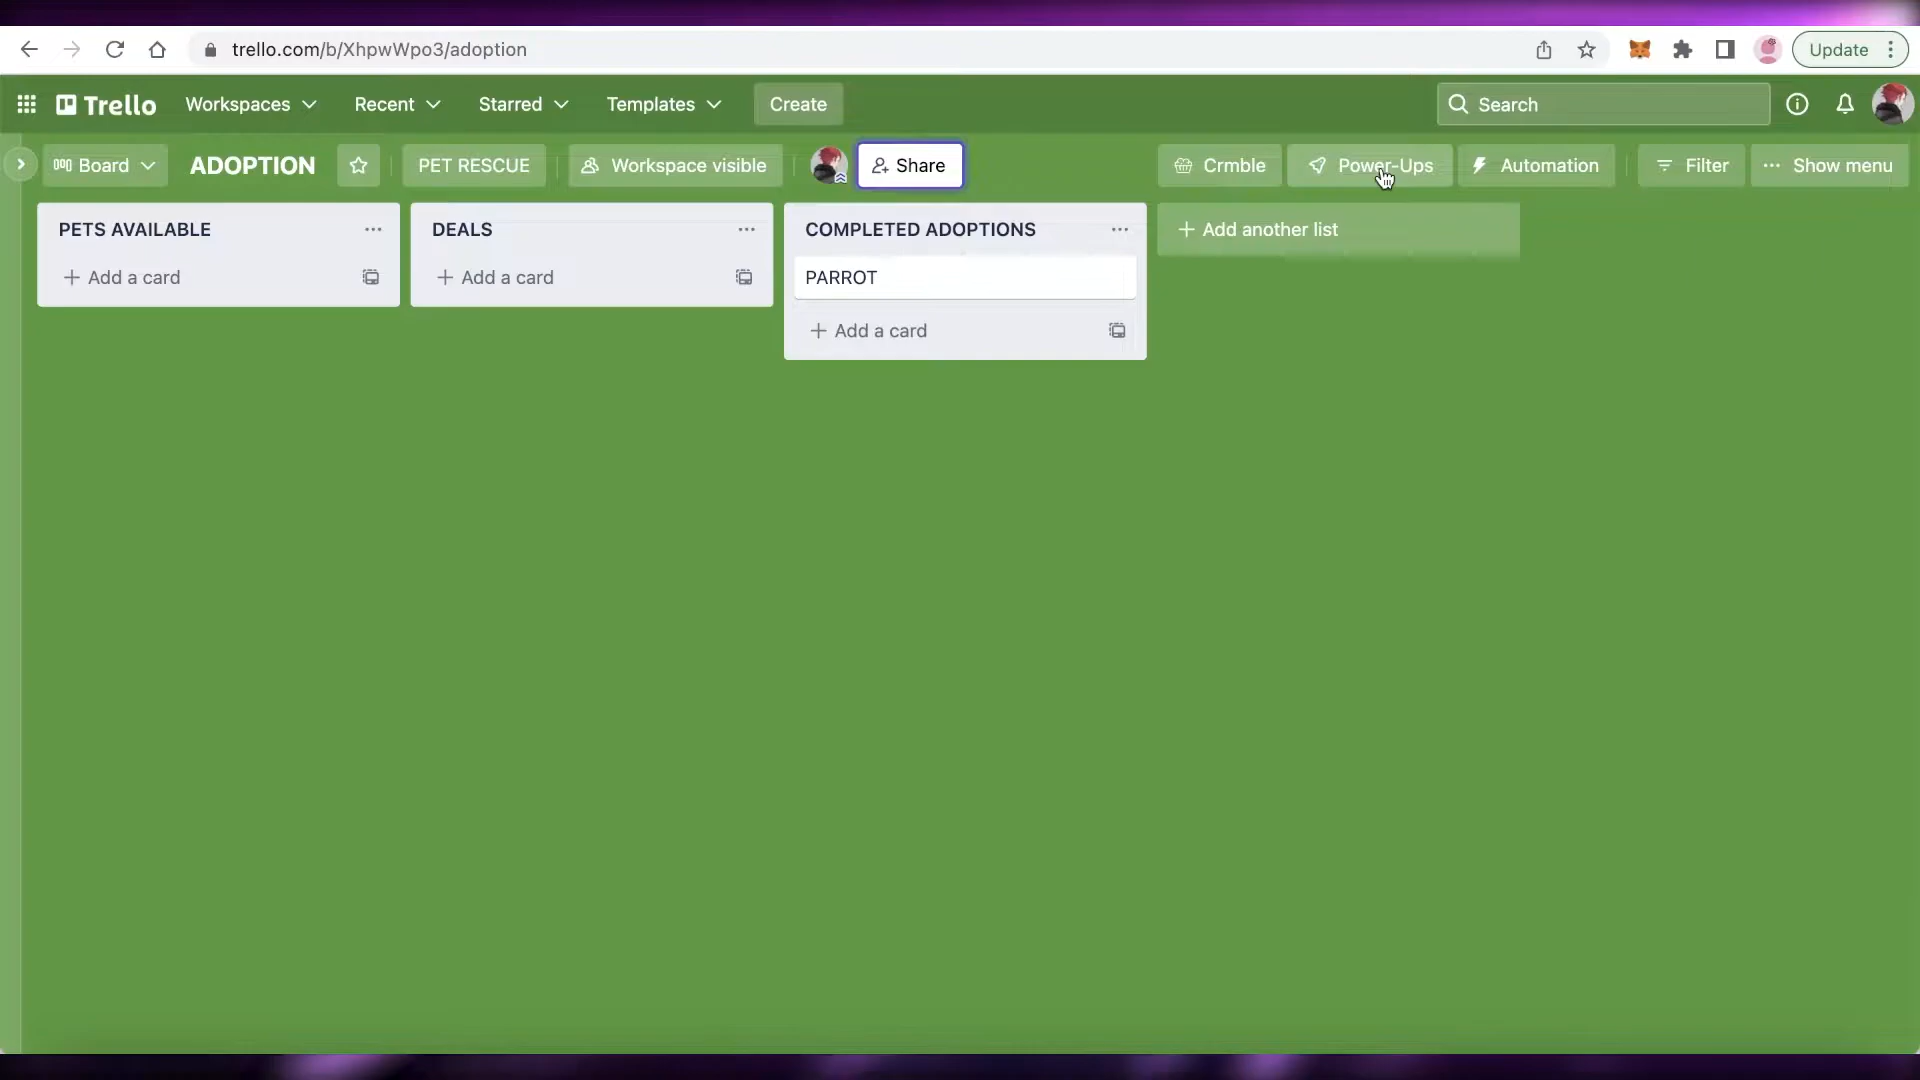 trello.com/b/XhpwWpo3/adoption
Update
Trello Workspaces Recent Starred Templates Create Search
Board ADOPTION PET RESCUE Workspace visible Share Crmble Power-Ups Automation Filter Show menu
PETS AVAILABLE DEALS COMPLETED ADOPTIONS + Add another list
+ Add a card + Add a card PARROT
+ Add a card